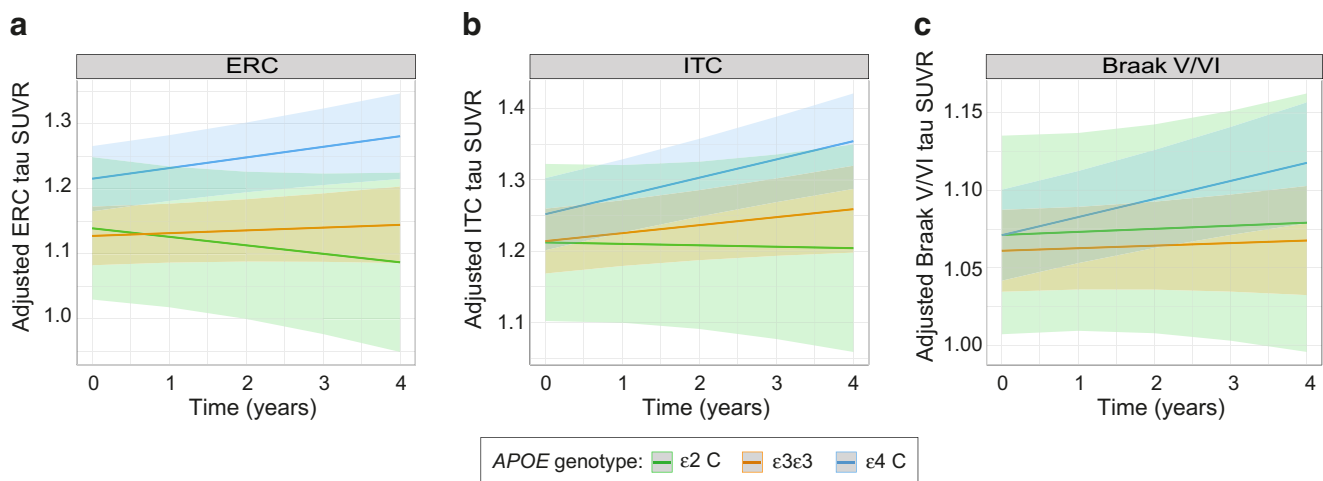 a
ERC
Adjusted ERC tau SUVR
1.3
1.2
1.1
1.0
0 1 2 3 4
Time (years)
b
ITC
Adjusted ITC tau SUVR
1.4
1.3
1.2
1.1
0 1 2 3 4
Time (years)
c
Braak V/VI
Adjusted Braak V/VI tau SUVR
1.15
1.10
1.05
1.00
0 1 2 3 4
Time (years)
APOE genotype: ε2 C ε3ε3 ε4 C